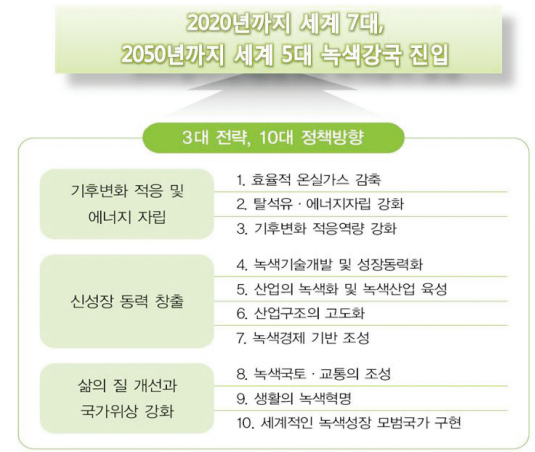 2020년까지 세계 7대,
2050년까지 세계 5대 녹색강국 진입
3대 전략, 10대 정책방향
기후변화 적응 및
에너지 자립
1. 효율적 온실가스 감축
2. 탈석유 · 에너지자립 강화
3. 기후변화 적응역량 강화
신성장 동력 창출
4. 녹색기술개발 및 성장동력화
5. 산업의 녹색화 및 녹색산업 육성
6. 산업구조의 고도화
7. 녹색경제 기반 조성
삶의 질 개선과
국가위상 강화
8. 녹색국토 · 교통의 조성
9. 생활의 녹색혁명
10. 세계적인 녹색성장 모범국가 구현